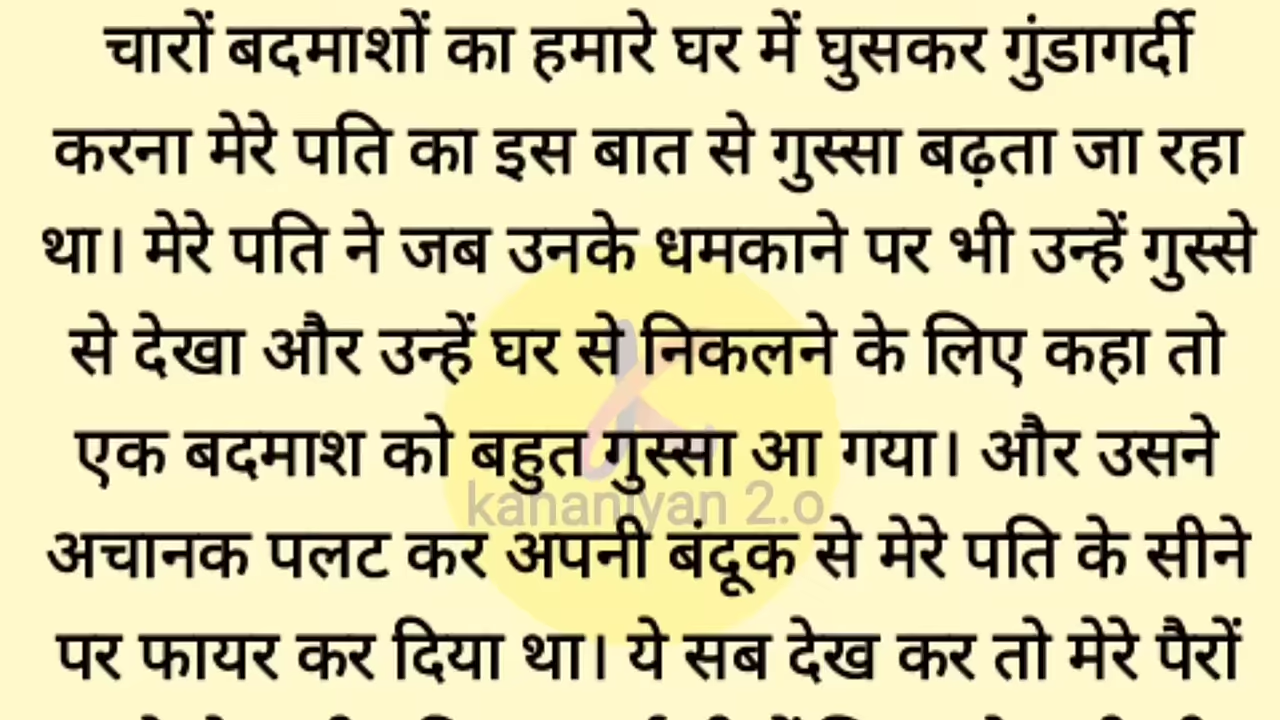 चारों बदमाशों का हमारे घर में घुसकर गुंडागर्दी
करना मेरे पति का इस बात से गुस्सा बढ़ता जा रहा
था। मेरे पति ने जब उनके धमकाने पर भी उन्हें गुस्से
से देखा और उन्हें घर से निकलने के लिए कहा तो
एक बदमाश को बहुत गुस्सा आ गया। और उसने
kahaniyan 2.o
अचानक पलट कर अपनी बंदूक से मेरे पति के सीने
पर फायर कर दिया था। ये सब देख कर तो मेरे पैरों